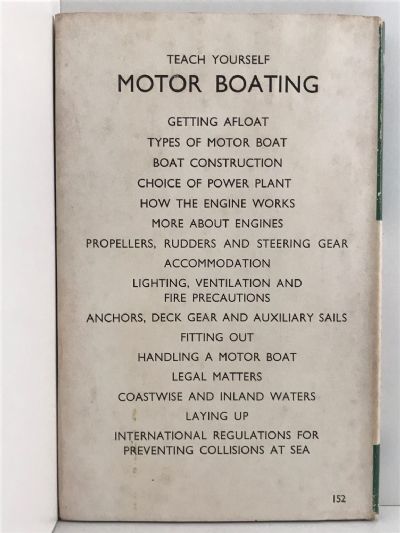 TEACH YOURSELF
MOTOR BOATING
GETTING AFLOAT
TYPES OF MOTOR BOAT
BOAT CONSTRUCTION
CHOICE OF POWER PLANT
HOW THE ENGINE WORKS
MORE ABOUT ENGINES
PROPELLERS, RUDDERS AND STEERING GEAR
ACCOMMODATION
LIGHTING, VENTILATION AND
FIRE PRECAUTIONS
ANCHORS, DECK GEAR AND AUXILIARY SAILS
FITTING OUT
HANDLING A MOTOR BOAT
LEGAL MATTERS
COASTWISE AND INLAND WATERS
LAYING UP
INTERNATIONAL REGULATIONS FOR
PREVENTING COLLISIONS AT SEA
152